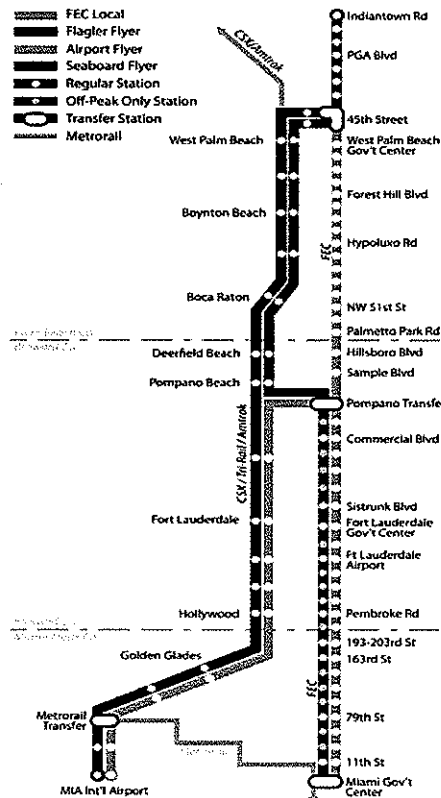 FEC Local
Flagler Flyer
Airport Flyer
Seaboard Flyer
Regular Station
Off-Peak Only Station
Transfer Station
Metrorail
CSX/Amtrak
Indiantown Rd
PGA Blvd
45th Street
West Palm Beach
West Palm Beach
Gov't Center
Forest Hill Blvd
Boynton Beach
Hypoluxo Rd
FEC
Boca Raton
NW 51st St
Palmetto Park Rd
Deerfield Beach
Hillsboro Blvd
Sample Blvd
Pompano Beach
Pompano Transfer
Commercial Blvd
CSX/Tri-Rail/Amtrak
Sistrunk Blvd
Fort Lauderdale
Fort Lauderdale
Gov't Center
Ft Lauderdale
Airport
Hollywood
Pembroke Rd
193-203rd St
Golden Glades
163rd St
FEC
Metrorail
Transfer
79th St
11th St
MIA Int'l Airport
Miami Gov't
Center